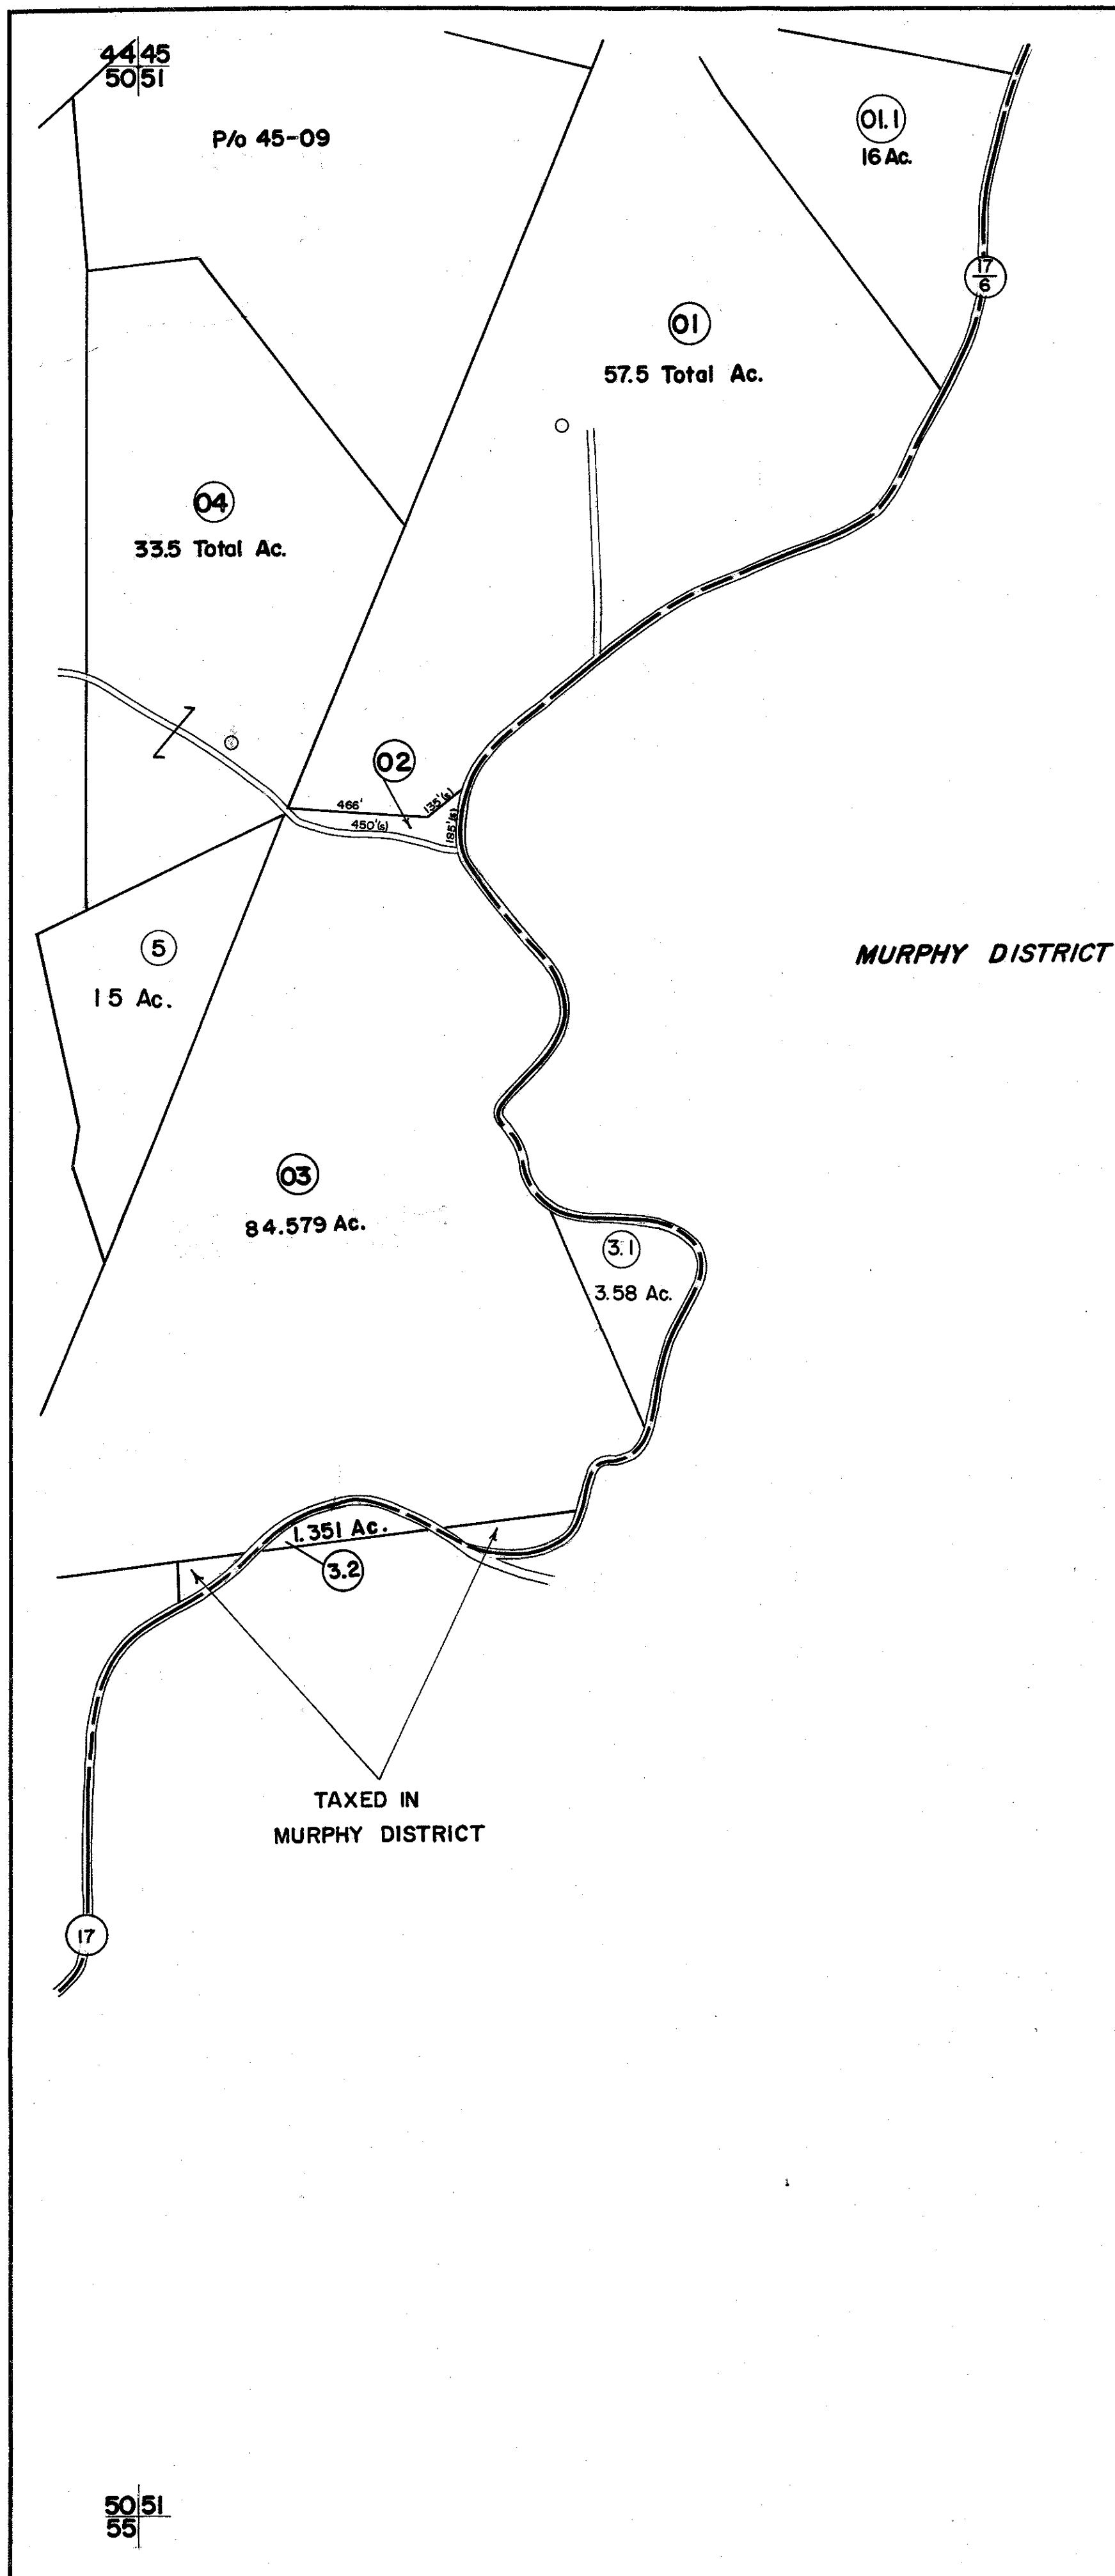 44 45
50 51
P/o 45-09
01.1
16 Ac.
17
6
01
57.5 Total Ac.
04
33.5 Total Ac.
02
466'
135'(s)
450'(s)
185'(s)
5
15 Ac.
MURPHY DISTRICT
03
84.579 Ac.
3.1
3.58 Ac.
1.351 Ac.
3.2
TAXED IN
MURPHY DISTRICT
17
50 51
55